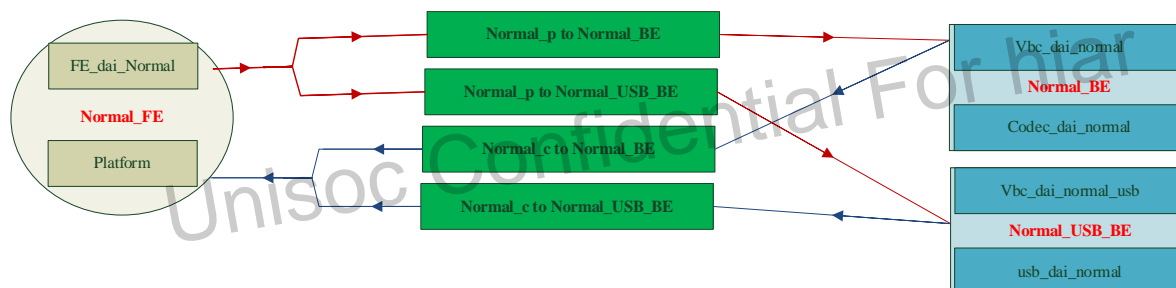 FE_dai_Normal
Normal_FE
Platform
Normal_p to Normal_BE
Normal_p to Normal_USB_BE
Normal_c to Normal_BE
Normal_c to Normal_USB_BE
Vbc_dai_normal
Normal_BE
Codec_dai_normal
Vbc_dai_normal_usb
Normal_USB_BE
usb_dai_normal
Unisoc Confidential For hiar